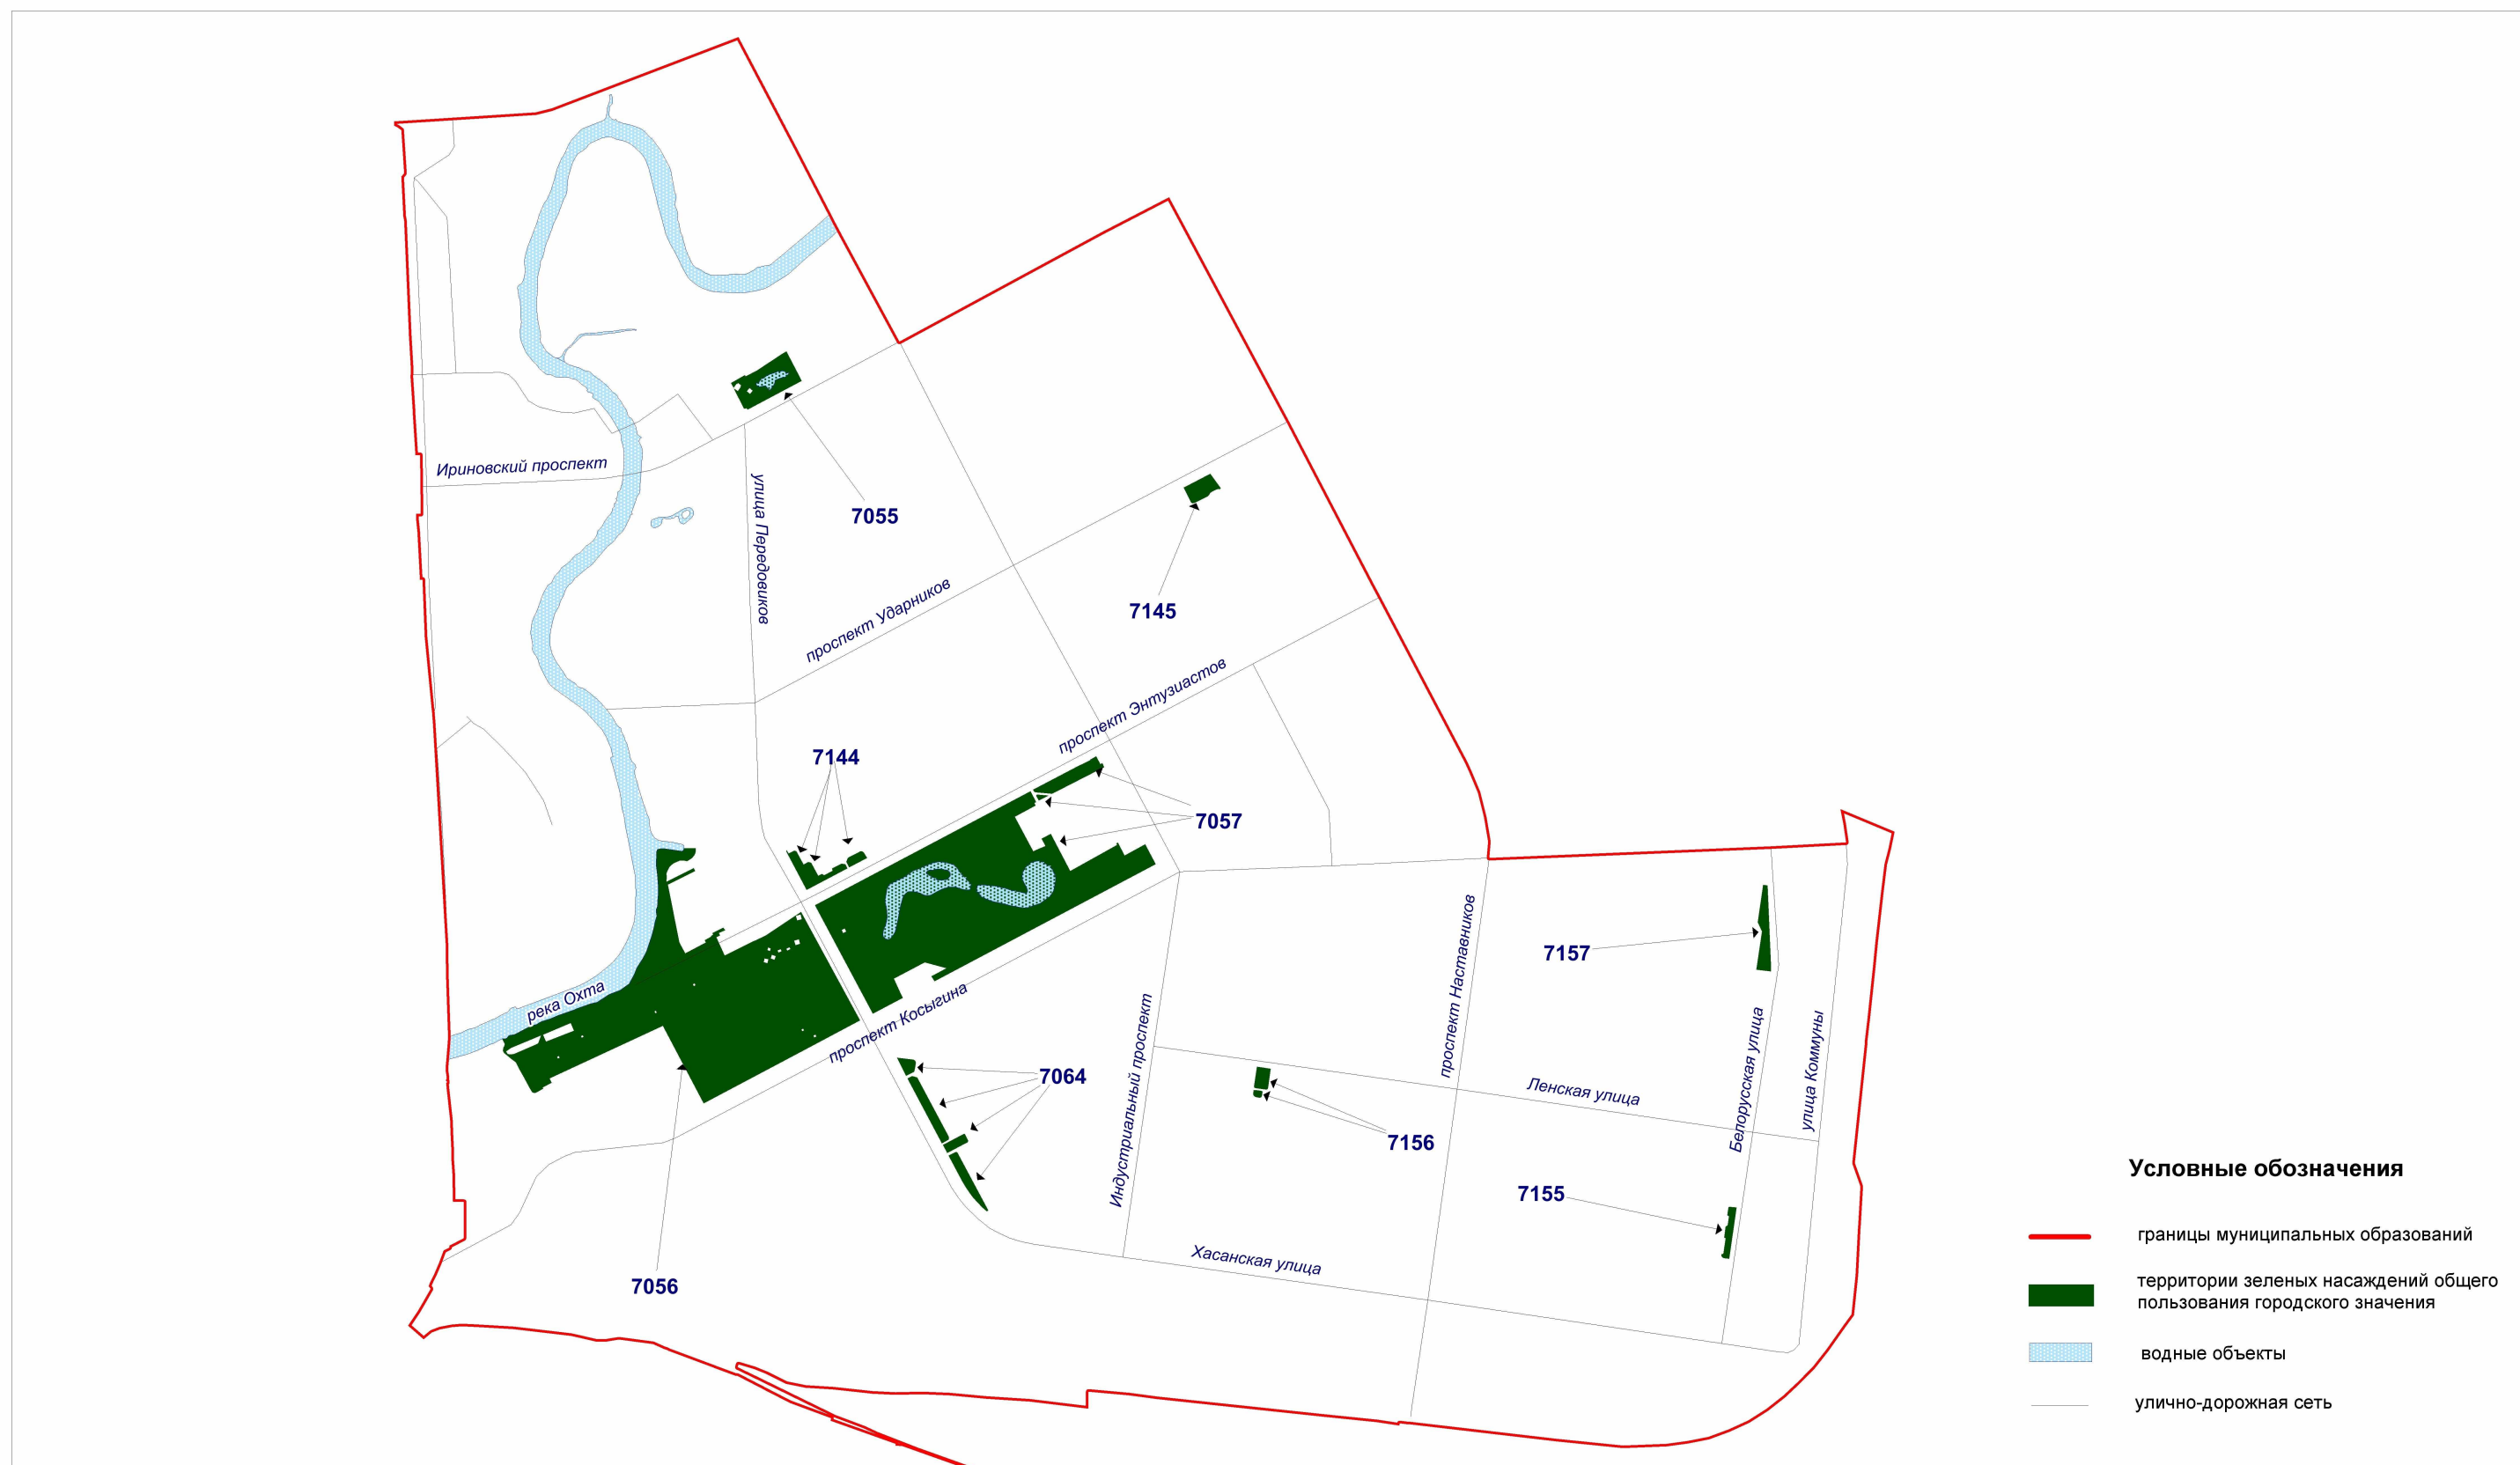 Ириновский проспект
улица Передовиков
7055
7145
проспект Ударников
проспект Энтузиастов
7144
7057
7157
проспект Наставников
река Охта
проспект Косыгина
Индустриальный проспект
Белорусская улица
улица Коммуны
7064
Ленская улица
7156
7155
Хасанская улица
7056
Условные обозначения
границы муниципальных образований
территории зеленых насаждений общего
пользования городского значения
водные объекты
улично-дорожная сеть